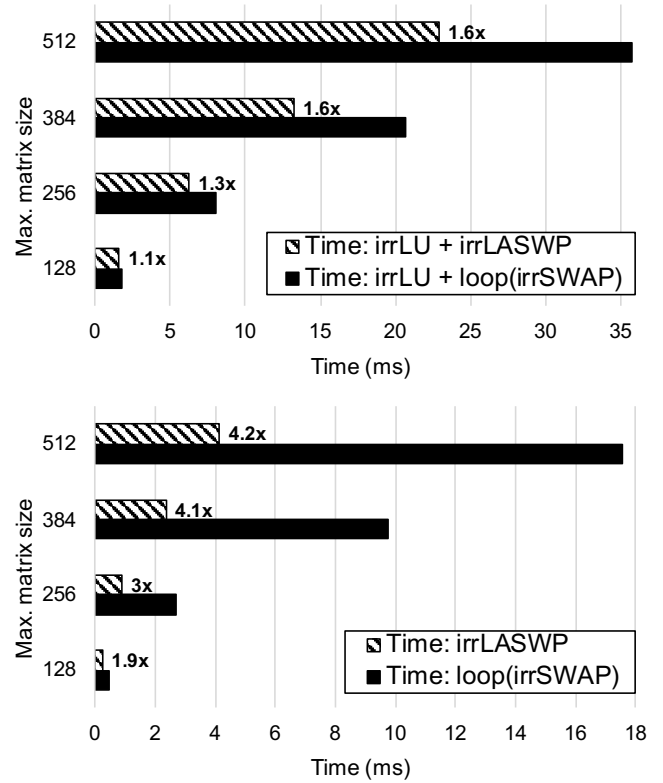 512
1.6x
384
1.6x
256
1.3x
128
1.1x
Max. matrix size
Time: irrLU + irrLASWP
Time: irrLU + loop(irrSWAP)
0 5 10 15 20 25 30 35
Time (ms)
512
4.2x
384
4.1x
256
3x
128
1.9x
Max. matrix size
Time: irrLASWP
Time: loop(irrSWAP)
0 2 4 6 8 10 12 14 16 18
Time (ms)